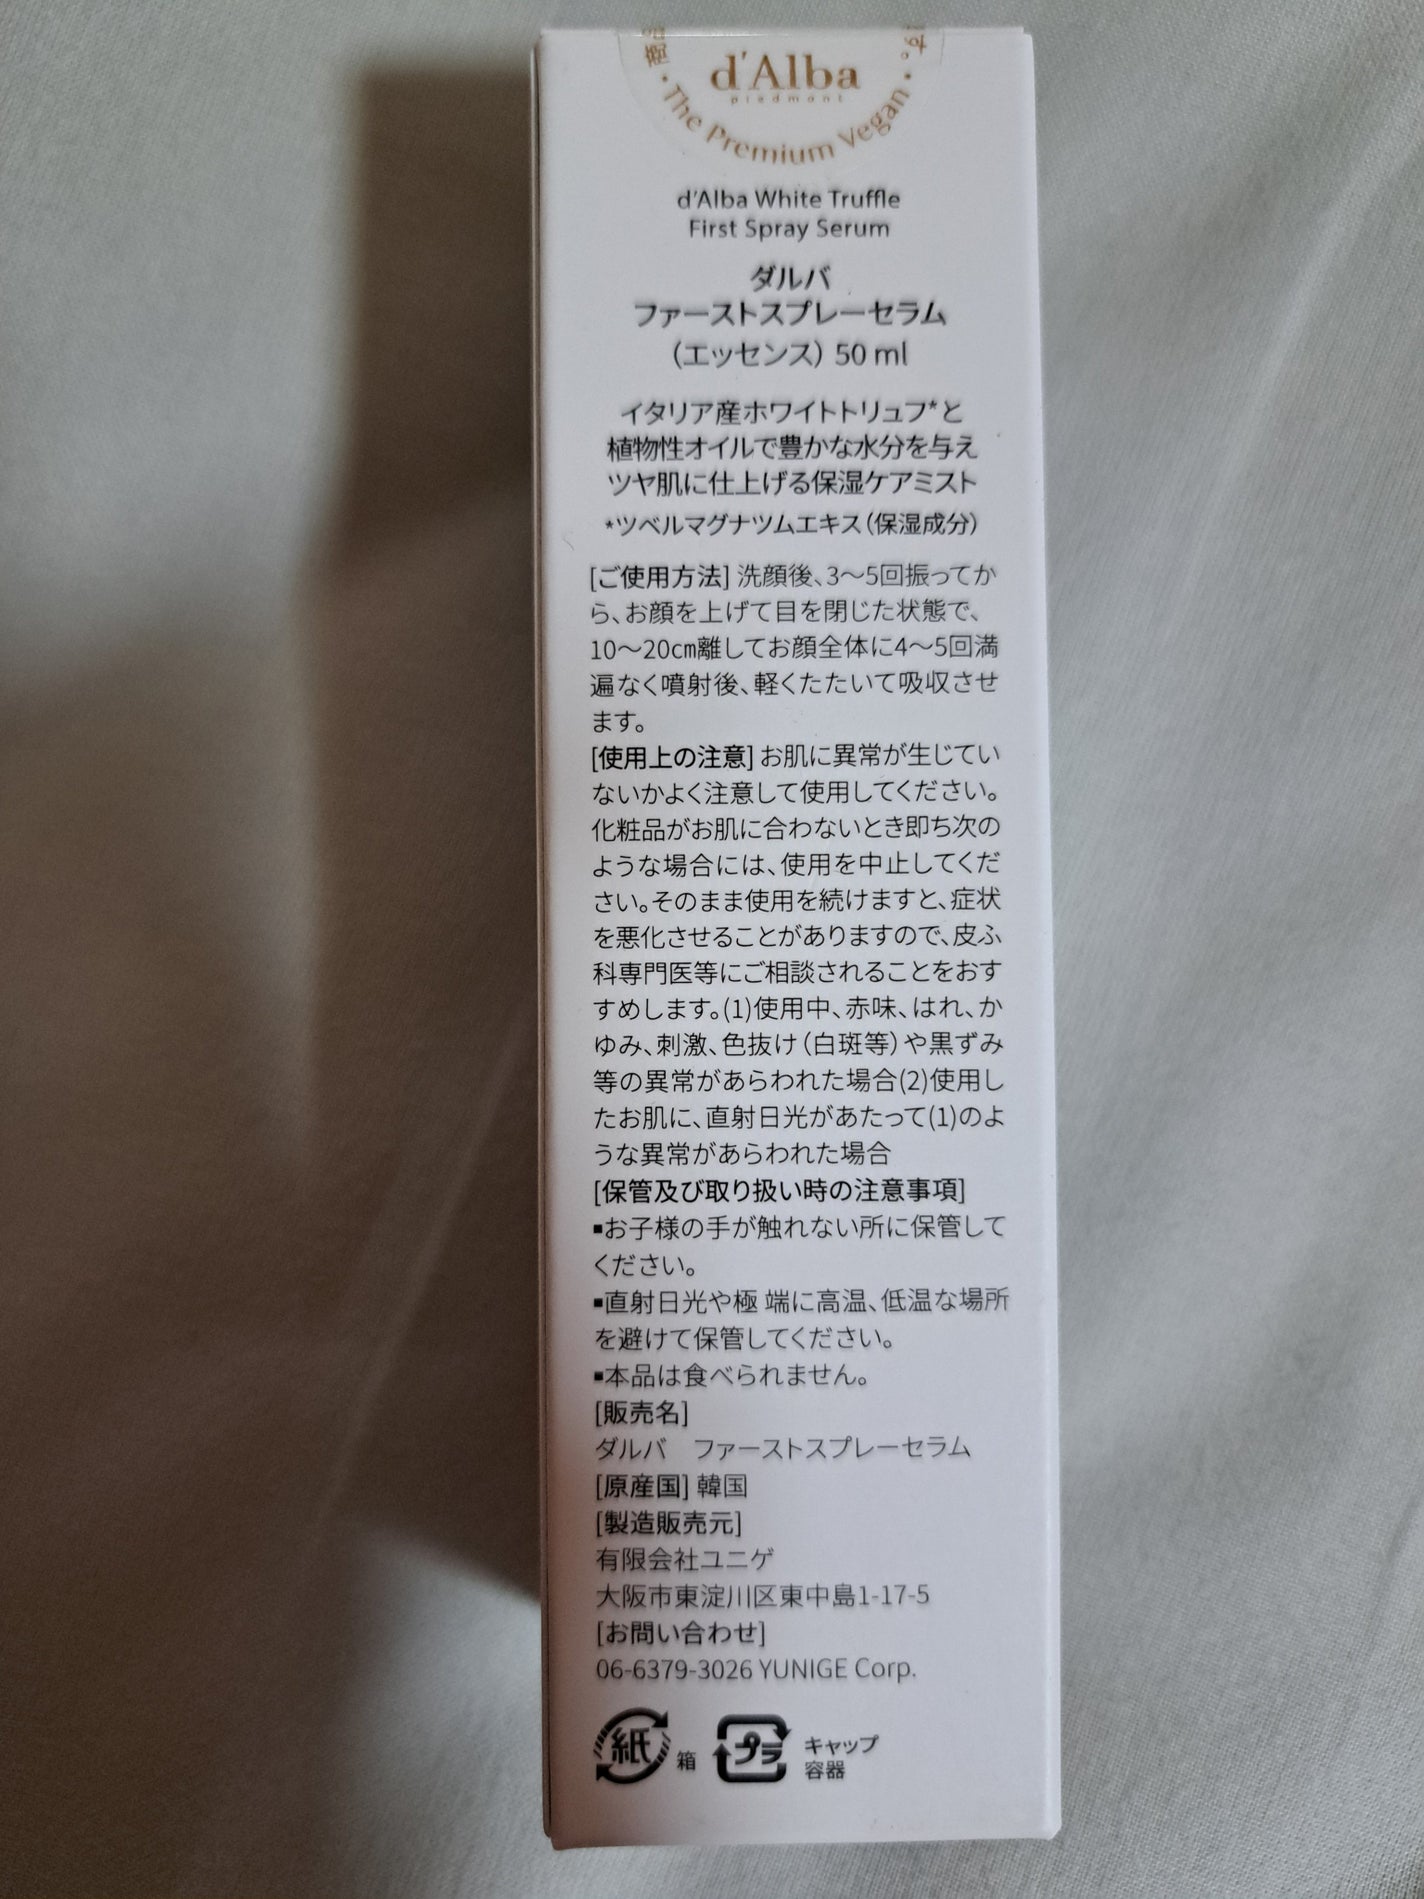 d'Alba
piedmont
・The Premium Vegan・
d'Alba White Truffle
First Spray Serum
ダルバ
ファーストスプレーセラム
（エッセンス） 50 ml
イタリア産ホワイトトリュフ*と
植物性オイルで豊かな水分を与え
ツヤ肌に仕上げる保湿ケアミスト
*ツベルマグナツムエキス（保湿成分）
[ご使用方法] 洗顔後、3〜5回振ってか
ら、お顔を上げて目を閉じた状態で、
10〜20㎝離してお顔全体に4〜5回満
遍なく噴射後、軽くたたいて吸収させ
ます。
[使用上の注意] お肌に異常が生じてい
ないかよく注意して使用してください。
化粧品がお肌に合わないとき即ち次の
ような場合には、使用を中止してくだ
さい。そのまま使用を続けますと、症状
を悪化させることがありますので、皮ふ
科専門医等にご相談されることをおす
すめします。(1)使用中、赤味、はれ、か
ゆみ、刺激、色抜け（白斑等）や黒ずみ
等の異常があらわれた場合(2)使用し
たお肌に、直射日光があたって(1)のよ
うな異常があらわれた場合
[保管及び取り扱い時の注意事項]
▪お子様の手が触れない所に保管して
ください。
▪直射日光や極 端に高温、低温な場所
を避けて保管してください。
▪本品は食べられません。
[販売名]
ダルバ　ファーストスプレーセラム
[原産国] 韓国
[製造販売元]
有限会社ユニゲ
大阪市東淀川区東中島1-17-5
[お問い合わせ]
06-6379-3026 YUNIGE Corp.
紙 箱 プラ キャップ
容器